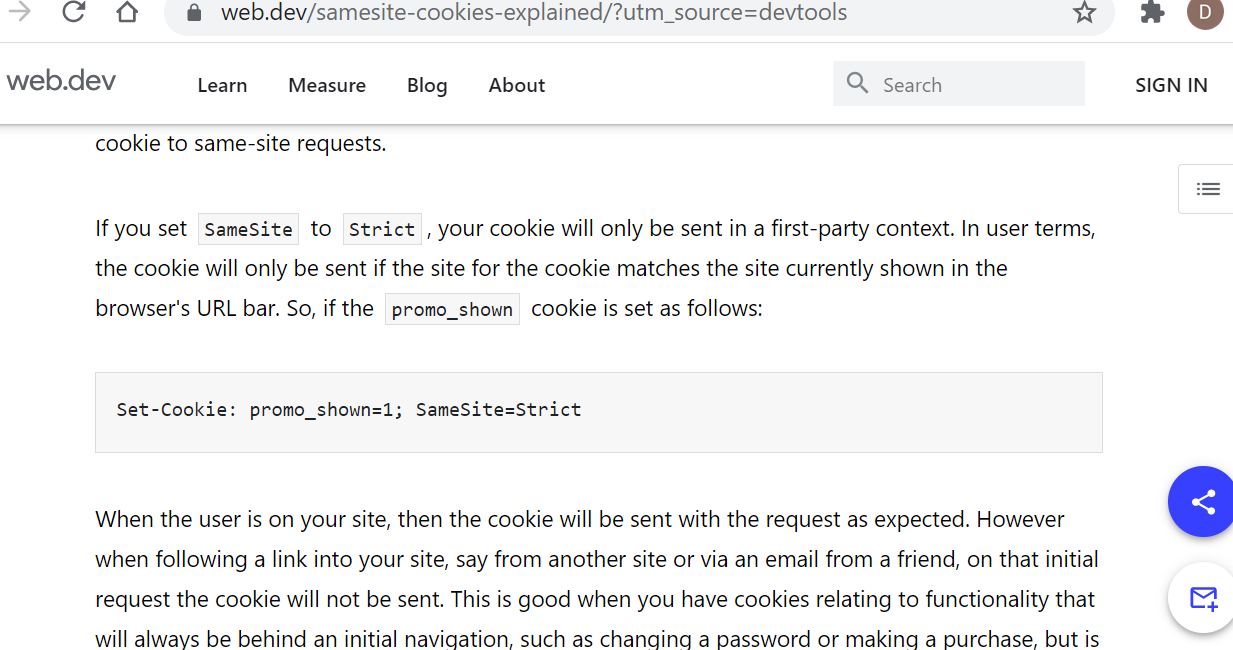 web.dev/samesite-cookies-explained/?utm_source=devtools
D
web.dev
Learn
Measure
Blog
About
Search
SIGN IN
cookie to same-site requests.
If you set SameSite to Strict, your cookie will only be sent in a first-party context. In user terms,
the cookie will only be sent if the site for the cookie matches the site currently shown in the
browser's URL bar. So, if the promo_shown cookie is set as follows:
Set-Cookie: promo_shown=1; SameSite=Strict
When the user is on your site, then the cookie will be sent with the request as expected. However
when following a link into your site, say from another site or via an email from a friend, on that initial
request the cookie will not be sent. This is good when you have cookies relating to functionality that
will always be behind an initial navigation, such as changing a password or making a purchase, but is